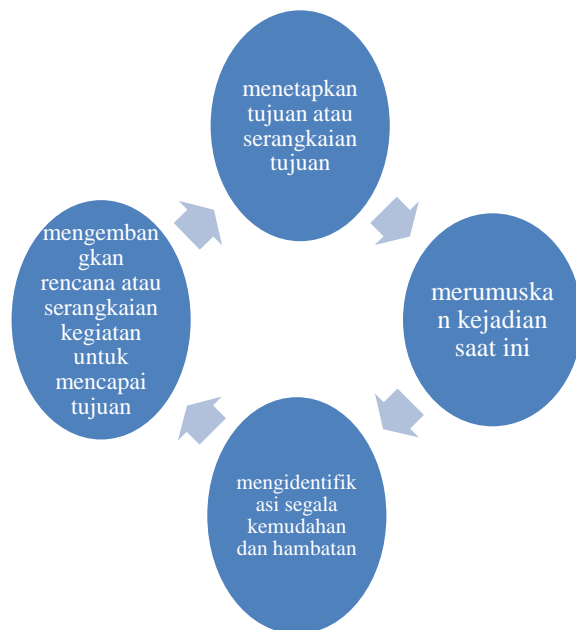 menetapkan
tujuan atau
serangkaian
tujuan
merumuska
n kejadian
saat ini
mengidentifik
asi segala
kemudahan
dan hambatan
mengemban
gkan
rencana atau
serangkaian
kegiatan
untuk
mencapai
tujuan